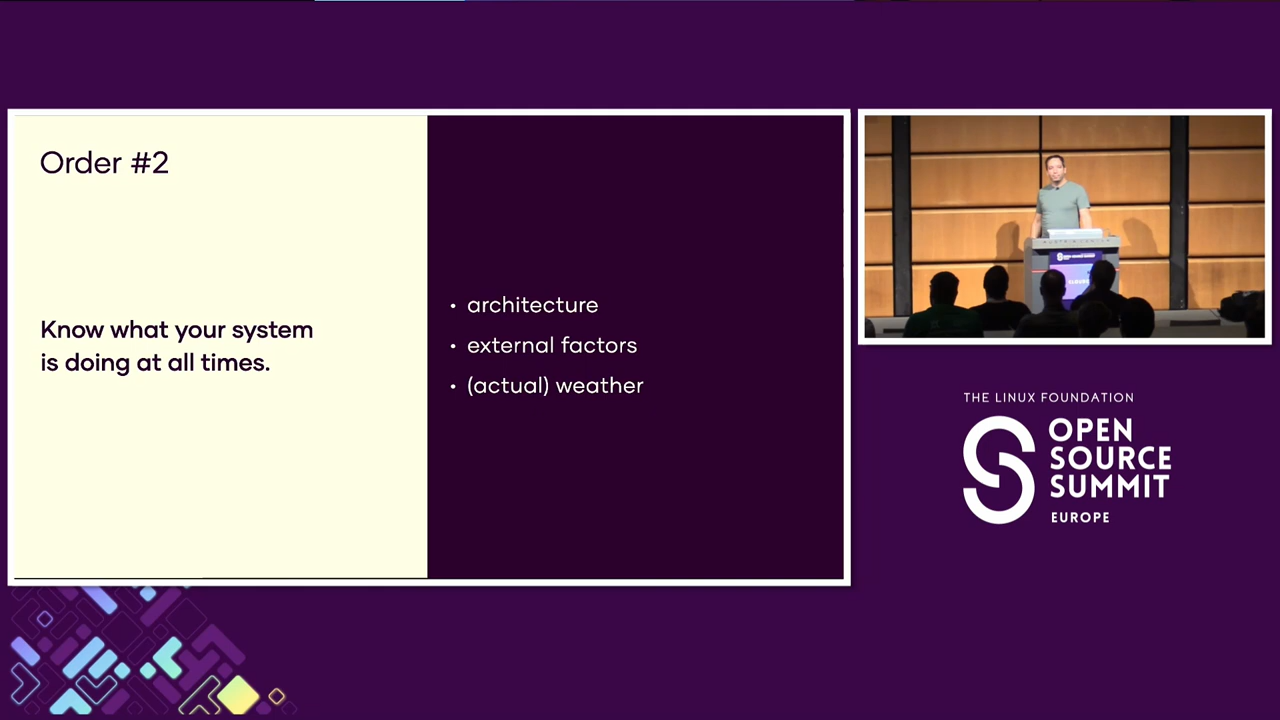 Order #2
Know what your system
is doing at all times.
• architecture
• external factors
• (actual) weather
THE LINUX FOUNDATION
OPEN
SOURCE
SUMMIT
EUROPE